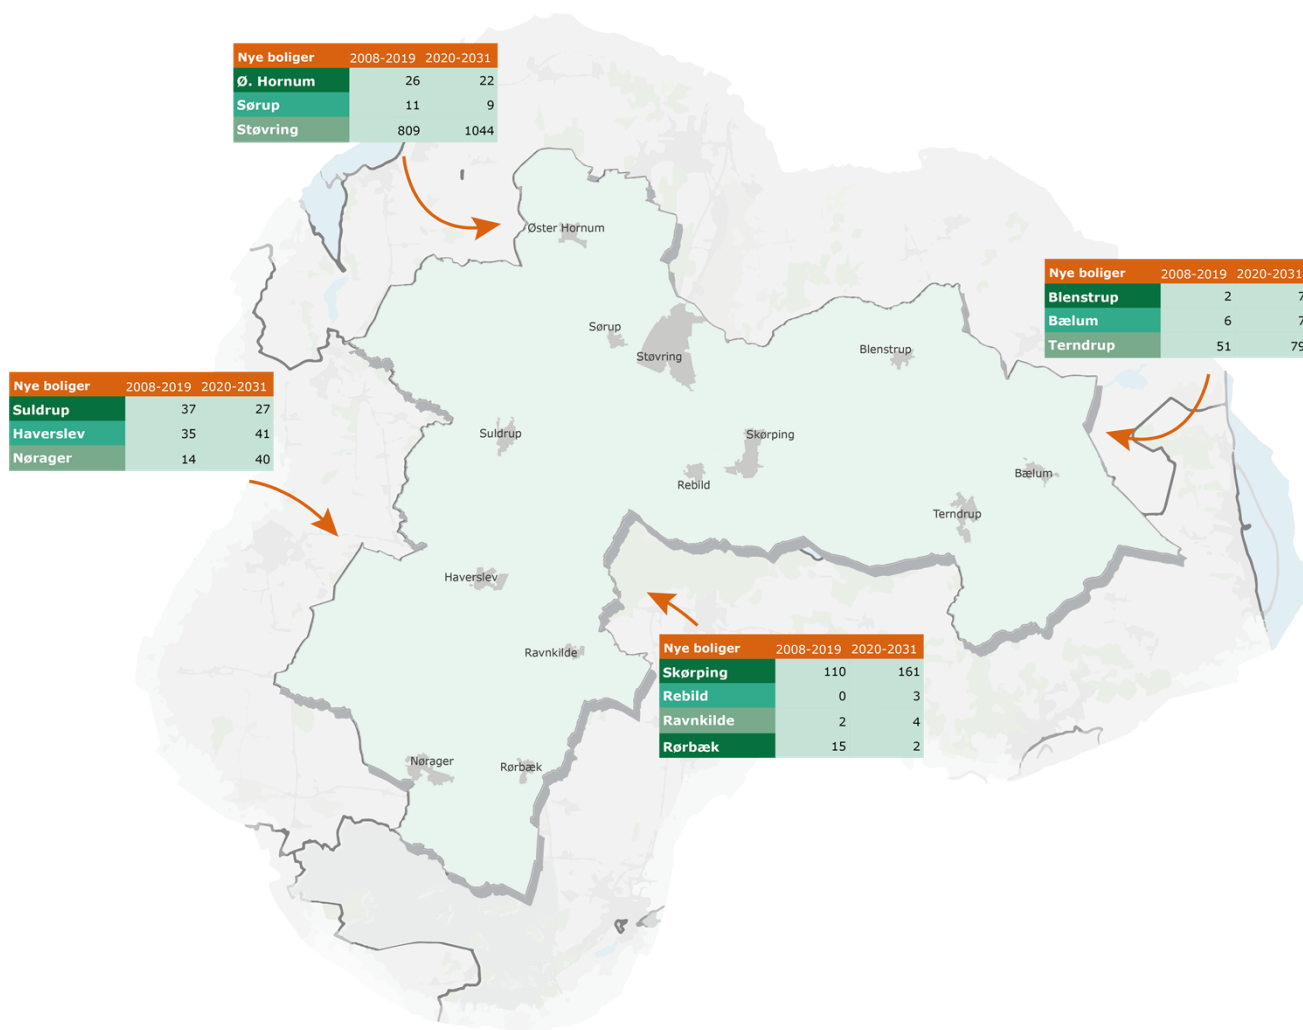 Nye boliger 2008-2019 2020-2031
Ø. Hornum 26 22
Sørup 11 9
Støvring 809 1044
Øster Hornum
Nye boliger 2008-2019 2020-2031
Blenstrup 2 7
Bælum 6 7
Terndrup 51 79
Sørup
Støvring
Blenstrup
Nye boliger 2008-2019 2020-2031
Suldrup 37 27
Haverslev 35 41
Nørager 14 40
Suldrup
Skørping
Rebild
Bælum
Terndrup
Haverslev
Ravnkilde
Nye boliger 2008-2019 2020-2031
Skørping 110 161
Rebild 0 3
Ravnkilde 2 4
Rørbæk 15 2
Nørager
Rørbæk